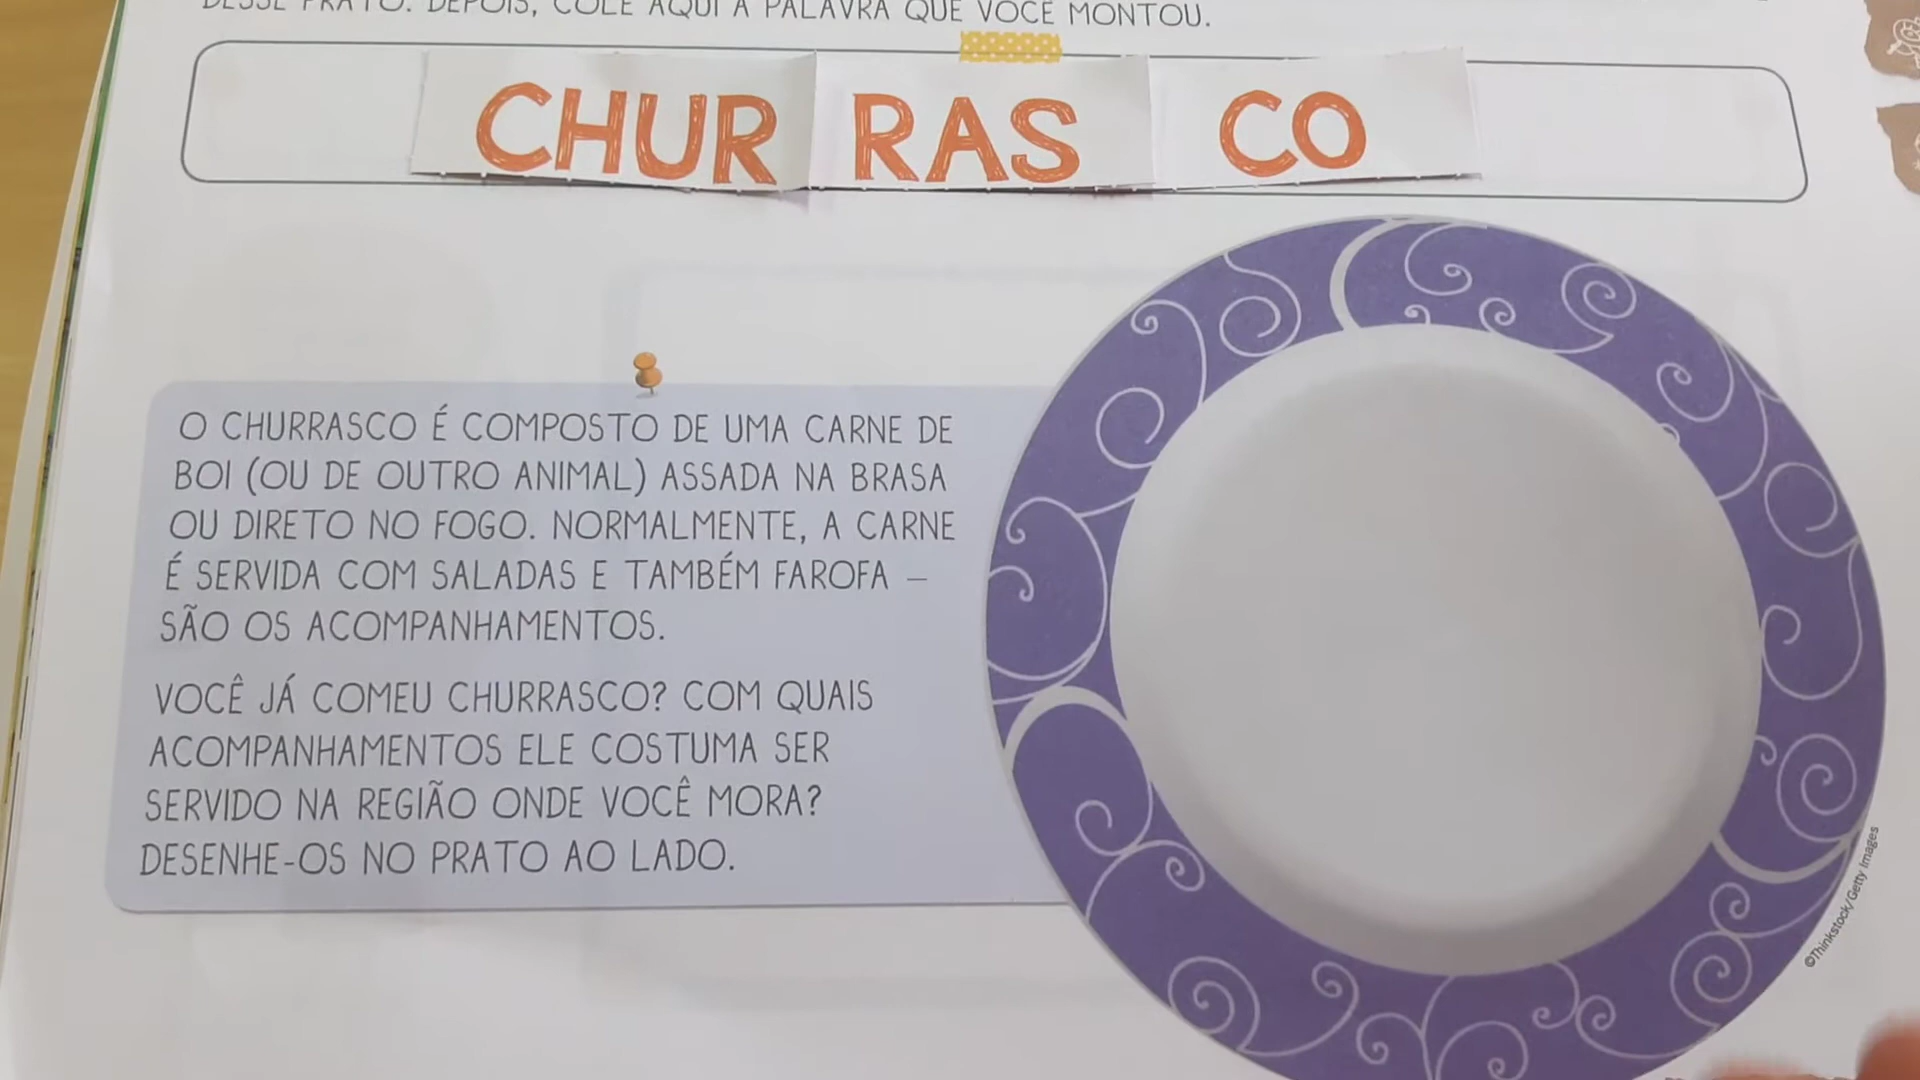 DESSE PRATO. DEPOIS, COLE AQUI A PALAVRA QUE VOCÊ MONTOU.
CHUR RAS CO
O CHURRASCO É COMPOSTO DE UMA CARNE DE
BOI (OU DE OUTRO ANIMAL) ASSADA NA BRASA
OU DIRETO NO FOGO. NORMALMENTE, A CARNE
É SERVIDA COM SALADAS E TAMBÉM FAROFA –
SÃO OS ACOMPANHAMENTOS.
VOCÊ JÁ COMEU CHURRASCO? COM QUAIS
ACOMPANHAMENTOS ELE COSTUMA SER
SERVIDO NA REGIÃO ONDE VOCÊ MORA?
DESENHE-OS NO PRATO AO LADO.
©Thinkstock/Getty Images